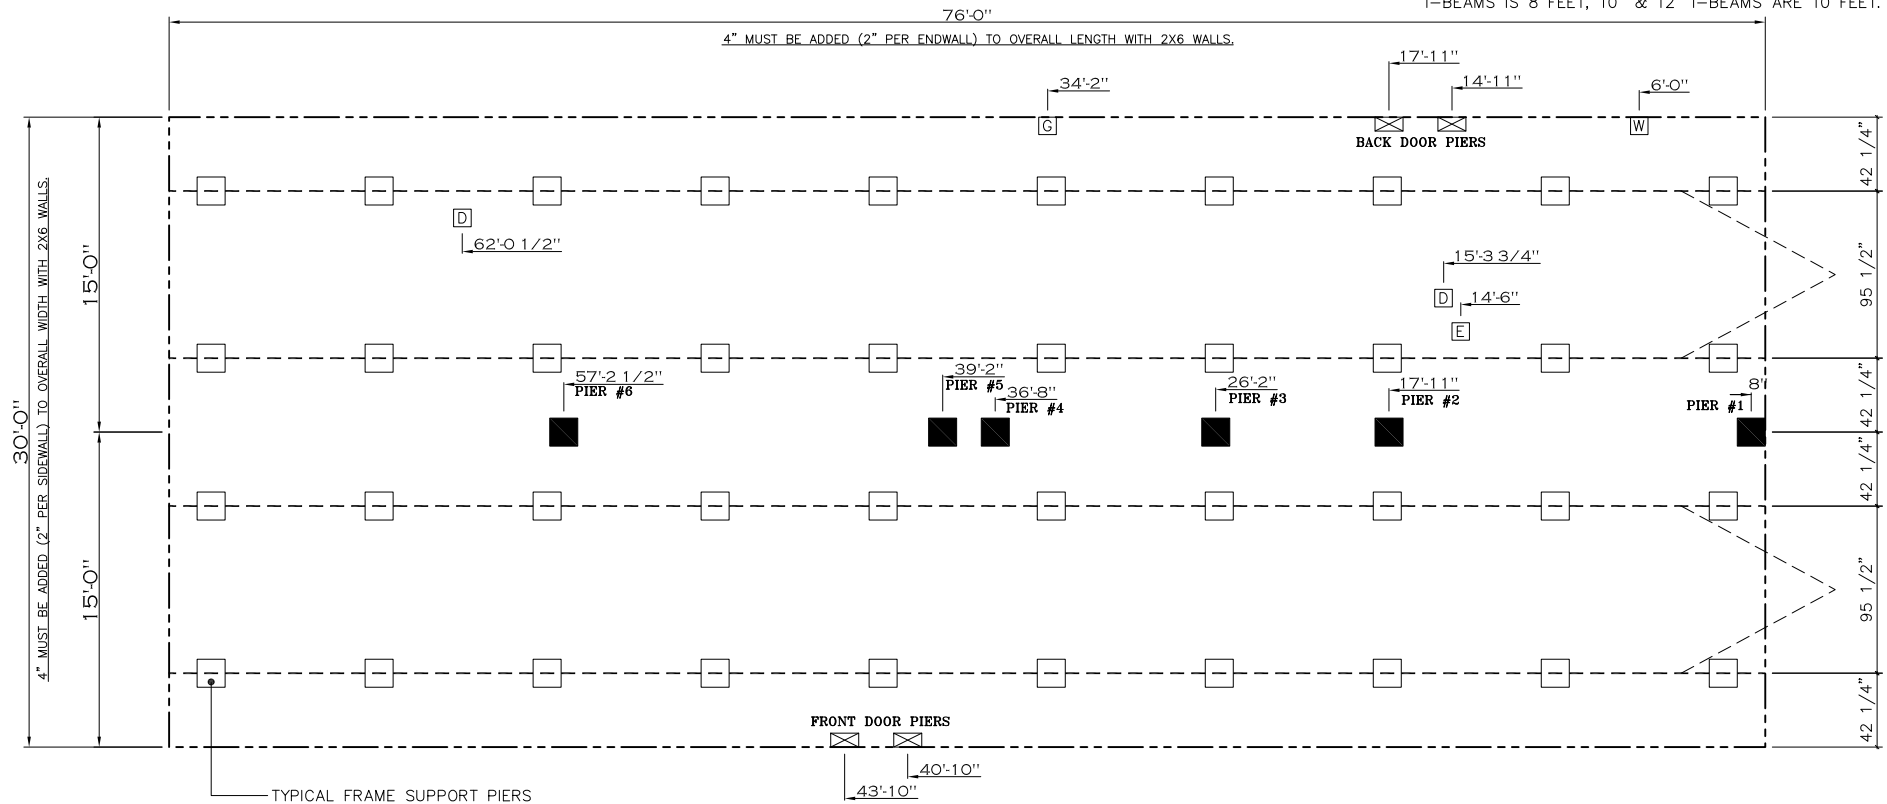 I-BEAMS IS 8 FEET, 10" & 12" I-BEAMS ARE 10 FEET.
76'-0"
4" MUST BE ADDED (2" PER ENDWALL) TO OVERALL LENGTH WITH 2X6 WALLS.
17'-11"
34'-2"
14'-11"
6'-0"
G
W
BACK DOOR PIERS
42 1/4"
D
62'-0 1/2"
15'-0"
4" MUST BE ADDED (2" PER SIDEWALL) TO OVERALL WIDTH WITH 2X6 WALLS.
15'-3 3/4"
95 1/2"
D
14'-6"
E
57'-2 1/2"
PIER #6
39'-2"
PIER #5
36'-8"
PIER #4
26'-2"
PIER #3
17'-11"
PIER #2
8"
PIER #1
42 1/4"
30'-0"
42 1/4"
15'-0"
95 1/2"
42 1/4"
FRONT DOOR PIERS
40'-10"
43'-10"
TYPICAL FRAME SUPPORT PIERS